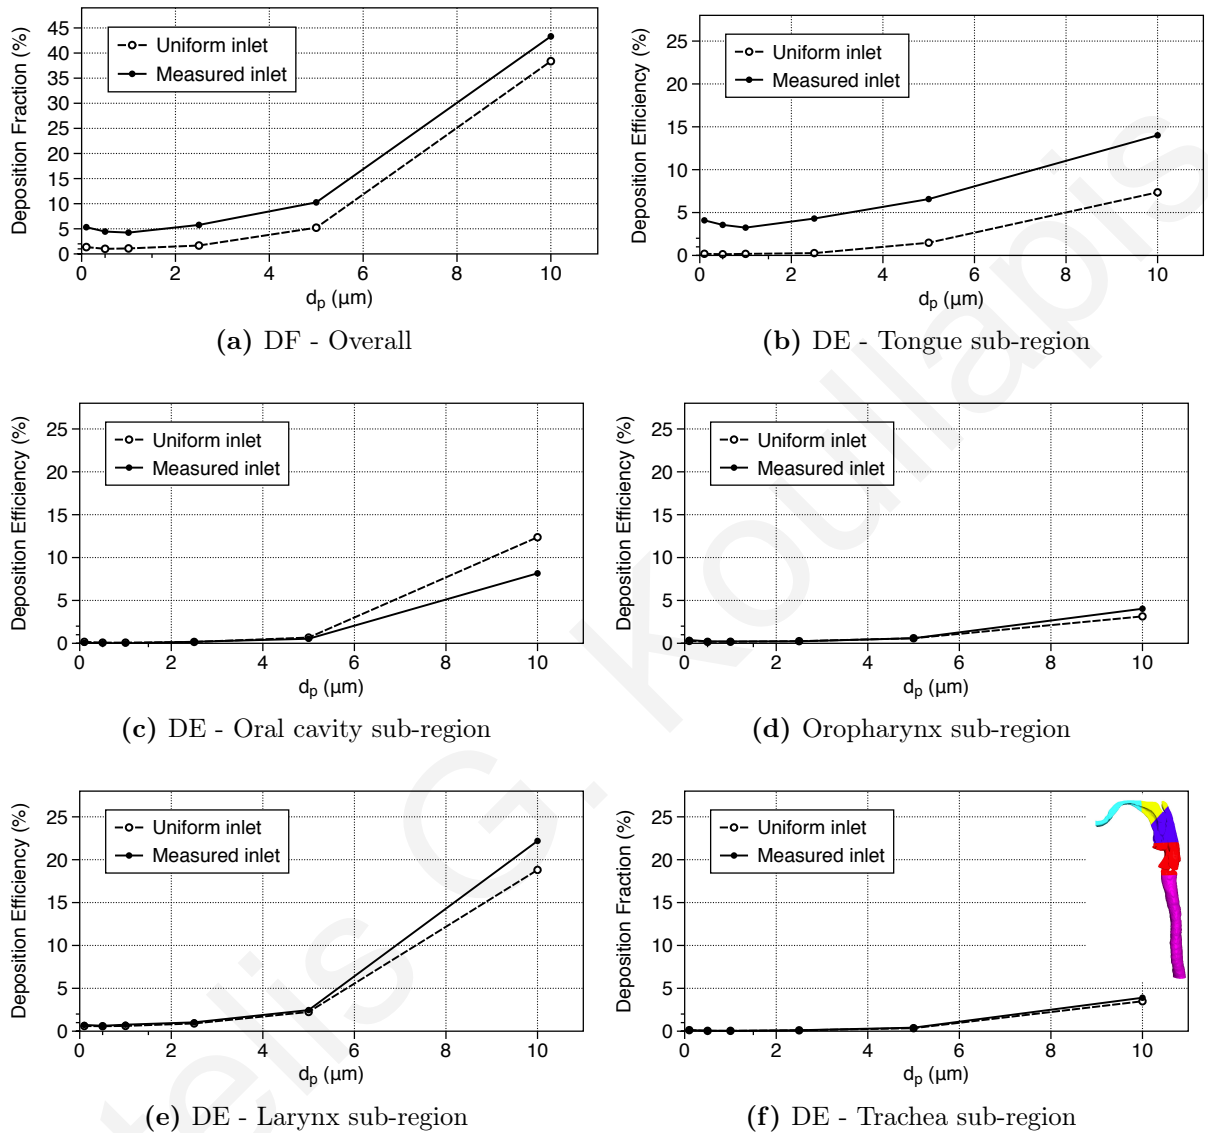 Deposition Fraction (%)
45
40
35
30
25
20
15
10
5
0
Uniform inlet
Measured inlet
0 2 4 6 8 10
dₚ (µm)
(a) DF - Overall
Deposition Efficiency (%)
25
20
15
10
5
0
Uniform inlet
Measured inlet
0 2 4 6 8 10
dₚ (µm)
(b) DE - Tongue sub-region
Deposition Efficiency (%)
25
20
15
10
5
0
Uniform inlet
Measured inlet
0 2 4 6 8 10
dₚ (µm)
(c) DE - Oral cavity sub-region
Deposition Efficiency (%)
25
20
15
10
5
0
Uniform inlet
Measured inlet
0 2 4 6 8 10
dₚ (µm)
(d) Oropharynx sub-region
Deposition Efficiency (%)
25
20
15
10
5
0
Uniform inlet
Measured inlet
0 2 4 6 8 10
dₚ (µm)
(e) DE - Larynx sub-region
Deposition Fraction (%)
25
20
15
10
5
0
Uniform inlet
Measured inlet
0 2 4 6 8 10
dₚ (µm)
(f) DE - Trachea sub-region
telis G. Koullapis